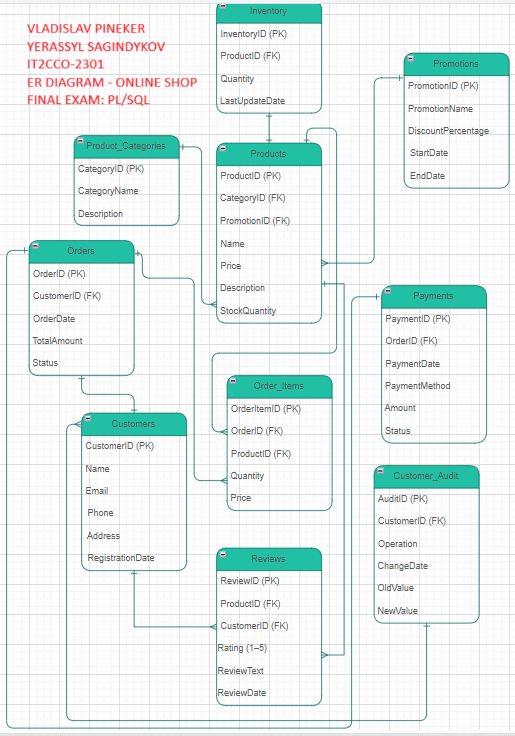 VLADISLAV PINEKER
YERASSYL SAGINDYKOV
IT2CCO-2301
ER DIAGRAM - ONLINE SHOP
FINAL EXAM: PL/SQL
Inventory
InventoryID (PK)
ProductID (FK)
Quantity
LastUpdateDate
Promotions
PromotionID (PK)
PromotionName
DiscountPercentage
StartDate
EndDate
Product_Categories
CategoryID (PK)
CategoryName
Description
Products
ProductID (PK)
CategoryID (FK)
PromotionID (FK)
Name
Price
Description
StockQuantity
Orders
OrderID (PK)
CustomerID (FK)
OrderDate
TotalAmount
Status
Payments
PaymentID (PK)
OrderID (FK)
PaymentDate
PaymentMethod
Amount
Status
Order_Items
OrderItemID (PK)
OrderID (FK)
ProductID (FK)
Quantity
Price
Customers
CustomerID (PK)
Name
Email
Phone
Address
RegistrationDate
Customer_Audit
AuditID (PK)
CustomerID (FK)
Operation
ChangeDate
OldValue
NewValue
Reviews
ReviewID (PK)
ProductID (FK)
CustomerID (FK)
Rating (1–5)
ReviewText
ReviewDate